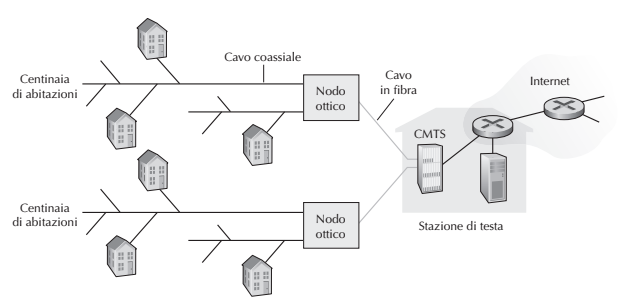 Centinaia
di abitazioni
Cavo coassiale
Nodo
ottico
Cavo
in fibra
Internet
CMTS
Centinaia
di abitazioni
Nodo
ottico
Stazione di testa